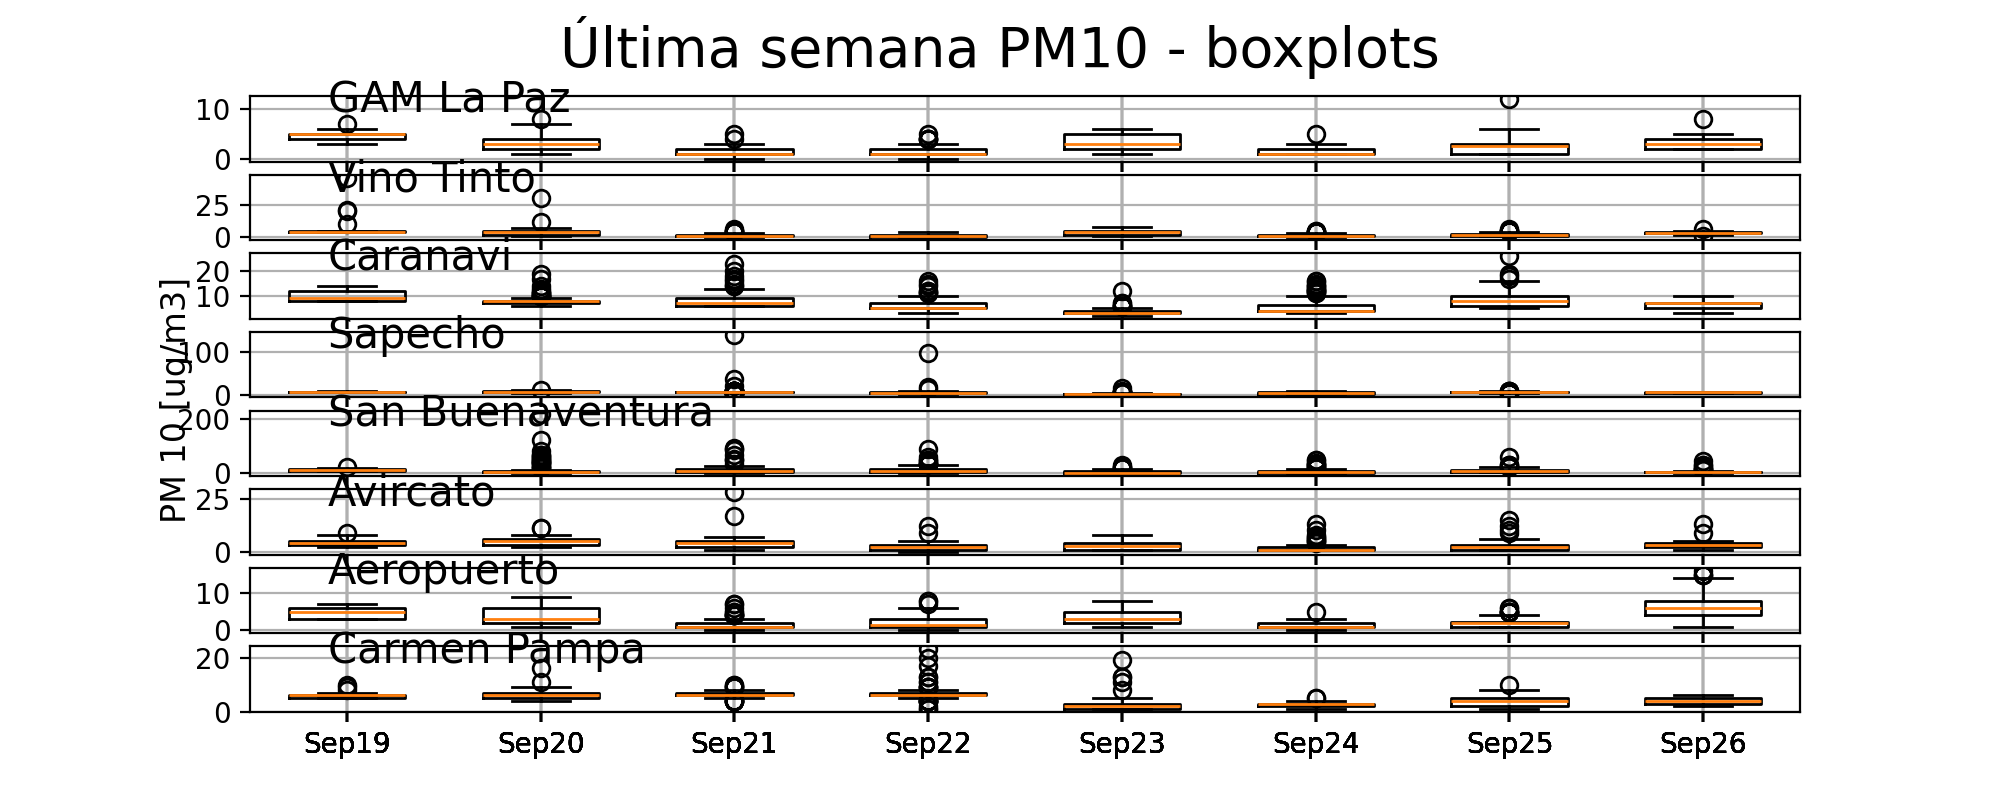 Última semana PM10 - boxplots
GAM La Paz
10
0
Vino Tinto
25
0
Caranavi
20
10
Sapecho
100
0
San Buenaventura
200
0
Avircato
25
0
Aeropuerto
10
0
Carmen Pampa
20
0
PM 10 [ug/m3]
Sep19 Sep20 Sep21 Sep22 Sep23 Sep24 Sep25 Sep26